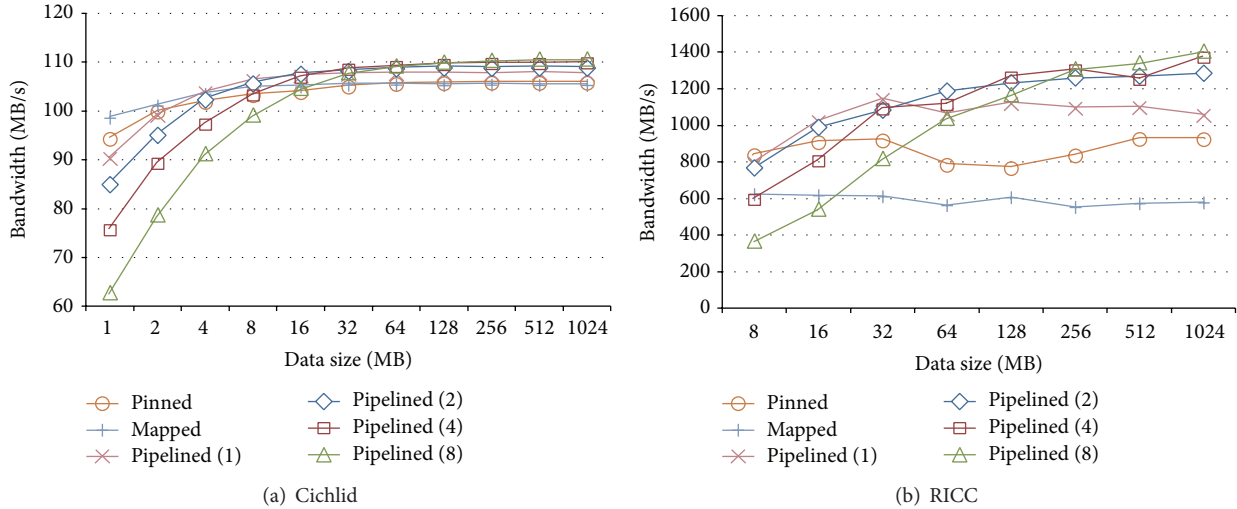 120
110
100
90
80
70
60
Bandwidth (MB/s)
1 2 4 8 16 32 64 128 256 512 1024
Data size (MB)
Pinned
Mapped
Pipelined (1)
Pipelined (2)
Pipelined (4)
Pipelined (8)
(a) Cichlid
1600
1400
1200
1000
800
600
400
200
0
Bandwidth (MB/s)
8 16 32 64 128 256 512 1024
Data size (MB)
Pinned
Mapped
Pipelined (1)
Pipelined (2)
Pipelined (4)
Pipelined (8)
(b) RICC